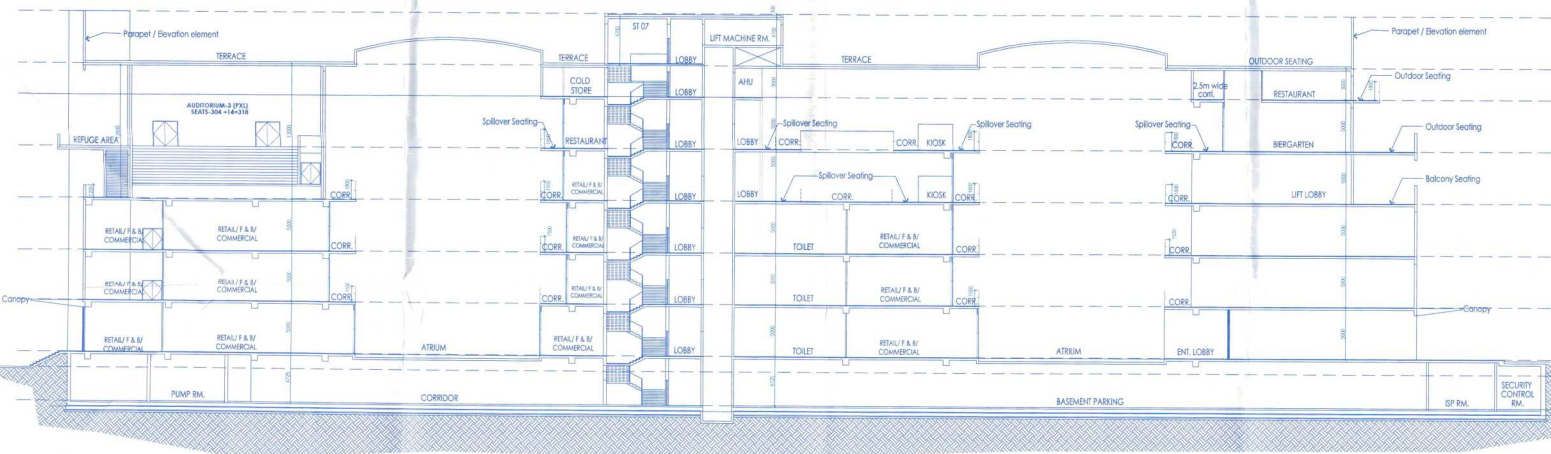 ST 07
LIFT MACHINE RM.
Parapet / Elevation element
Parapet / Elevation element
TERRACE
TERRACE
LOBBY
TERRACE
OUTDOOR SEATING
COLD
STORE
LOBBY
AHU
2.5m wide
corri.
RESTAURANT
Outdoor Seating
AUDITORIUM-3 (PXL)
SEATS-304 +14=318
REFUGE AREA
Spillover Seating
RESTAURANT
LOBBY
LOBBY
Spillover Seating
CORR.
CORR.
KIOSK
Spillover Seating
Spillover Seating
CORR.
BIERGARTEN
Outdoor Seating
CORR.
CORR.
RETAIL/ F & B/
COMMERCIAL
LOBBY
LOBBY
Spillover Seating
CORR.
KIOSK
CORR.
CORR.
LIFT LOBBY
Balcony Seating
RETAIL/ F & B/
COMMERCIAL
RETAIL/ F & B/
COMMERCIAL
CORR.
CORR.
RETAIL/ F & B/
COMMERCIAL
LOBBY
TOILET
RETAIL/ F & B/
COMMERCIAL
CORR.
CORR.
Canopy
RETAIL/ F & B/
COMMERCIAL
RETAIL/ F & B/
COMMERCIAL
CORR.
CORR.
RETAIL/ F & B/
COMMERCIAL
LOBBY
TOILET
RETAIL/ F & B/
COMMERCIAL
CORR.
CORR.
Canopy
RETAIL/ F & B/
COMMERCIAL
RETAIL/ F & B/
COMMERCIAL
ATRIUM
RETAIL/ F & B/
COMMERCIAL
LOBBY
TOILET
RETAIL/ F & B/
COMMERCIAL
ATRIUM
ENT. LOBBY
PUMP RM.
CORRIDOR
BASEMENT PARKING
ISP RM.
SECURITY
CONTROL
RM.